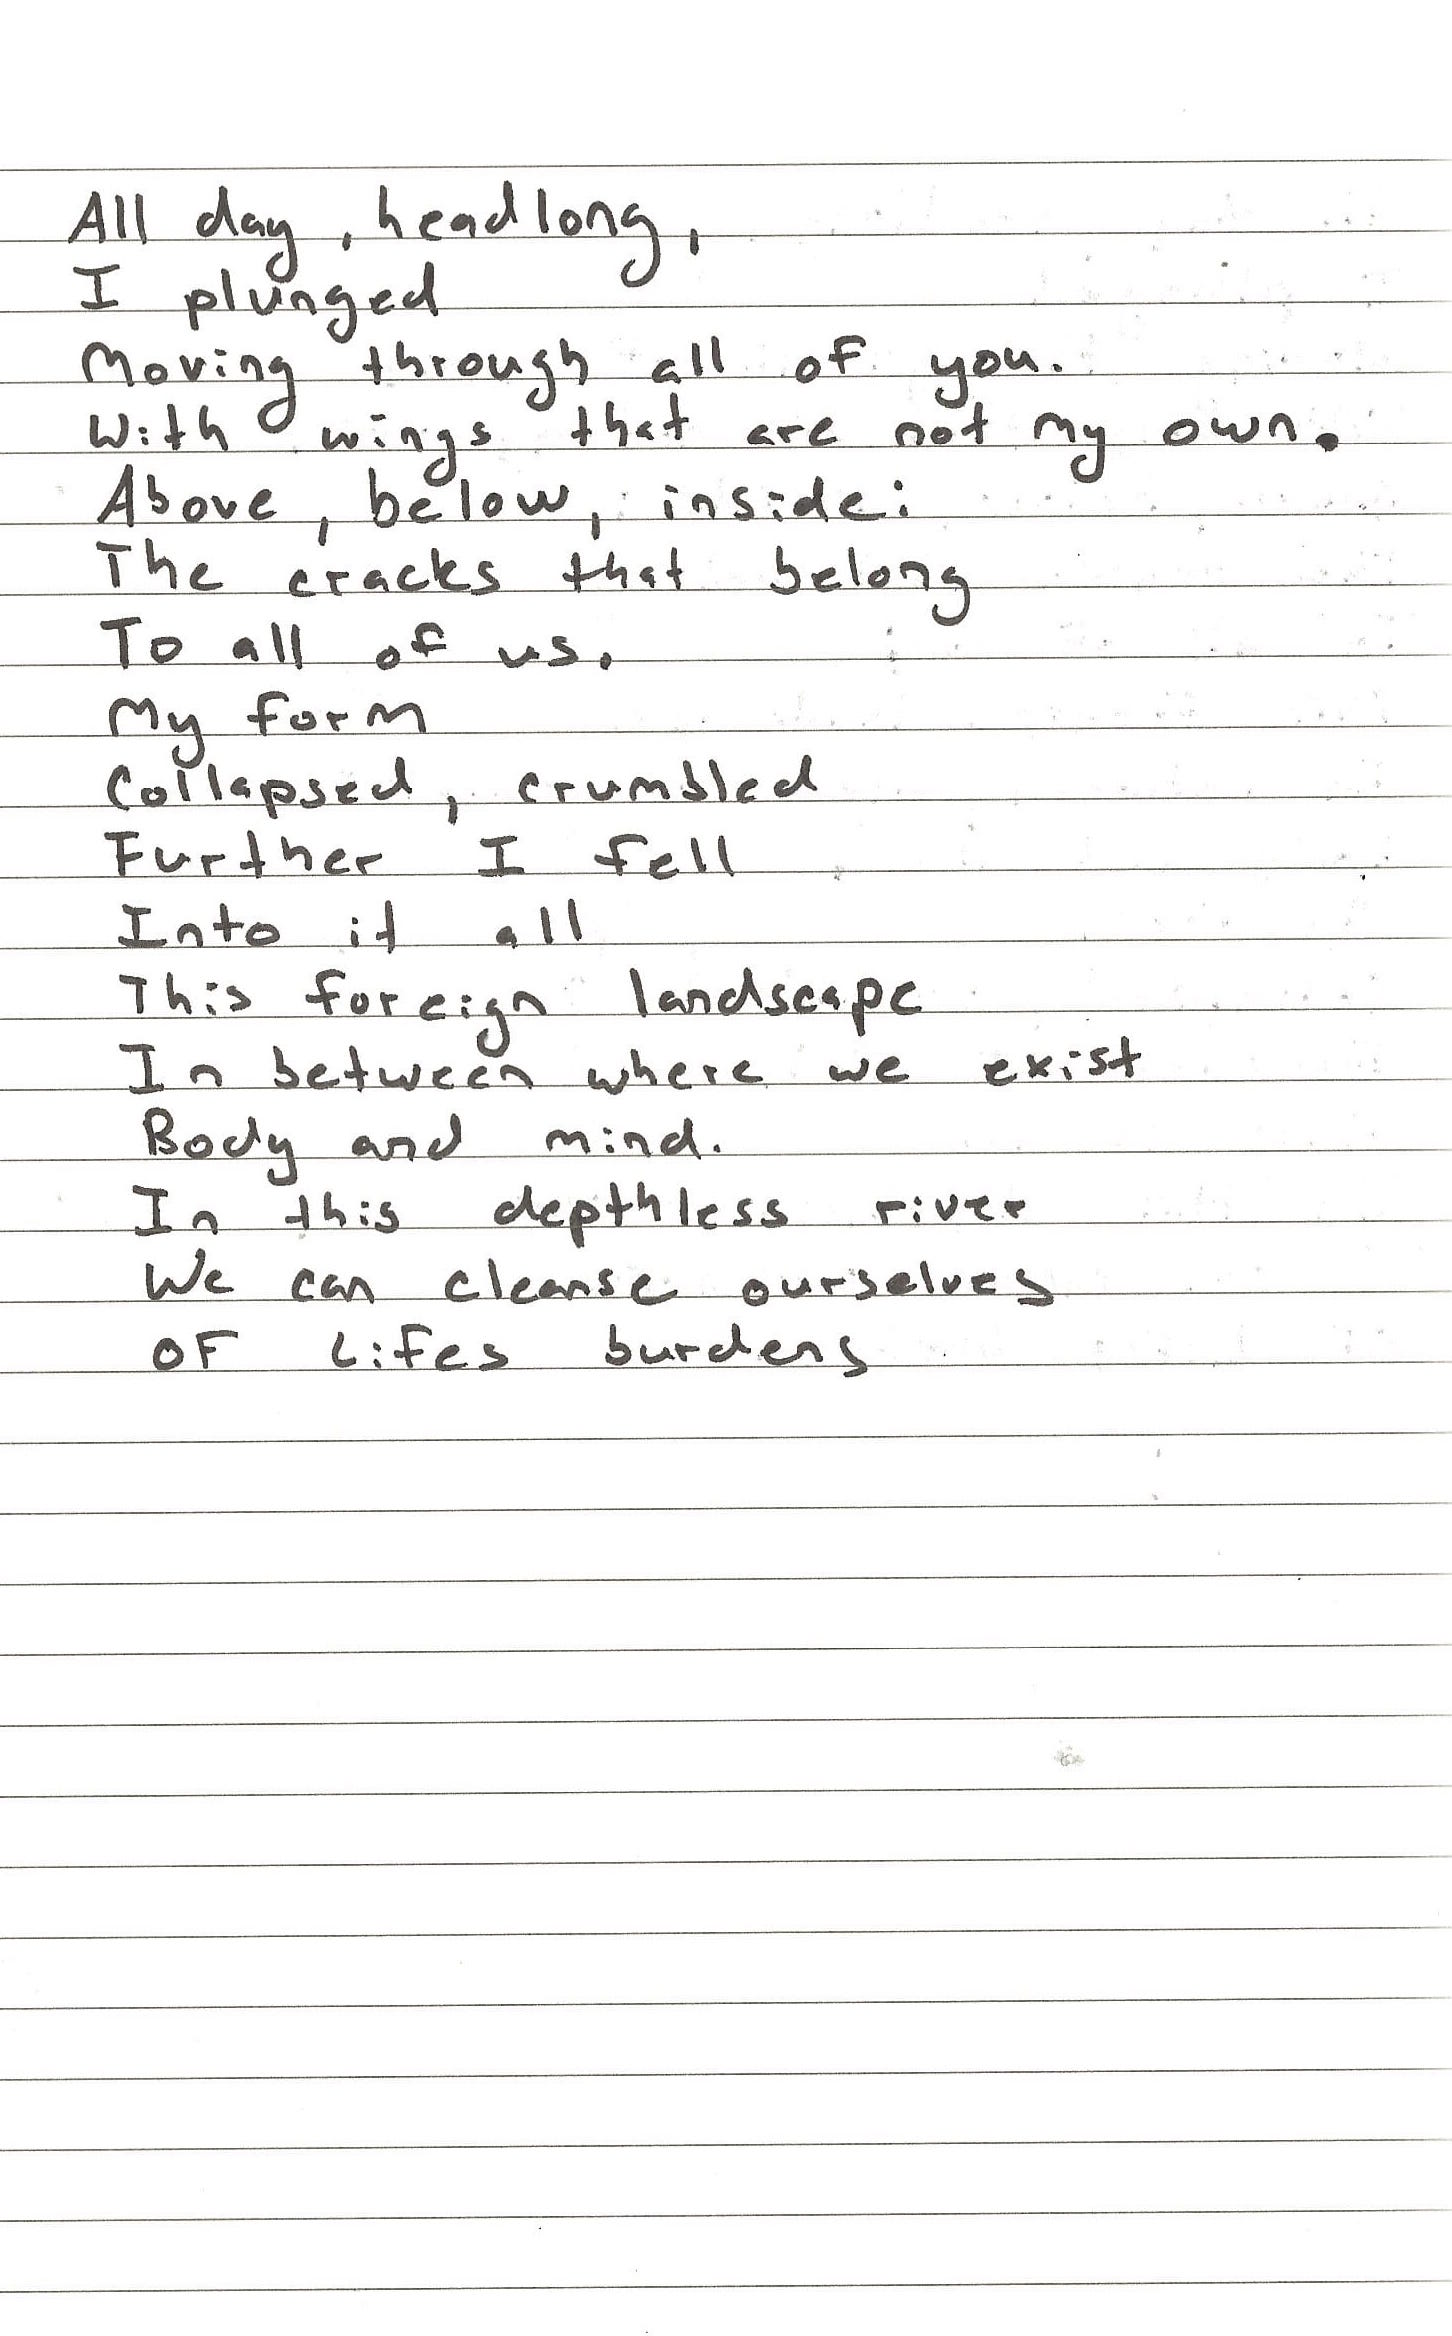 All day, headlong,
I plunged
Moving through all of you.
With wings that are not my own.
Above, below, inside:
The cracks that belong
To all of us.
My form
Collapsed, crumbled
Further I fell
Into it all
This foreign landscape
In between where we exist
Body and mind.
In this depthless river
We can cleanse ourselves
OF Lifes burdens